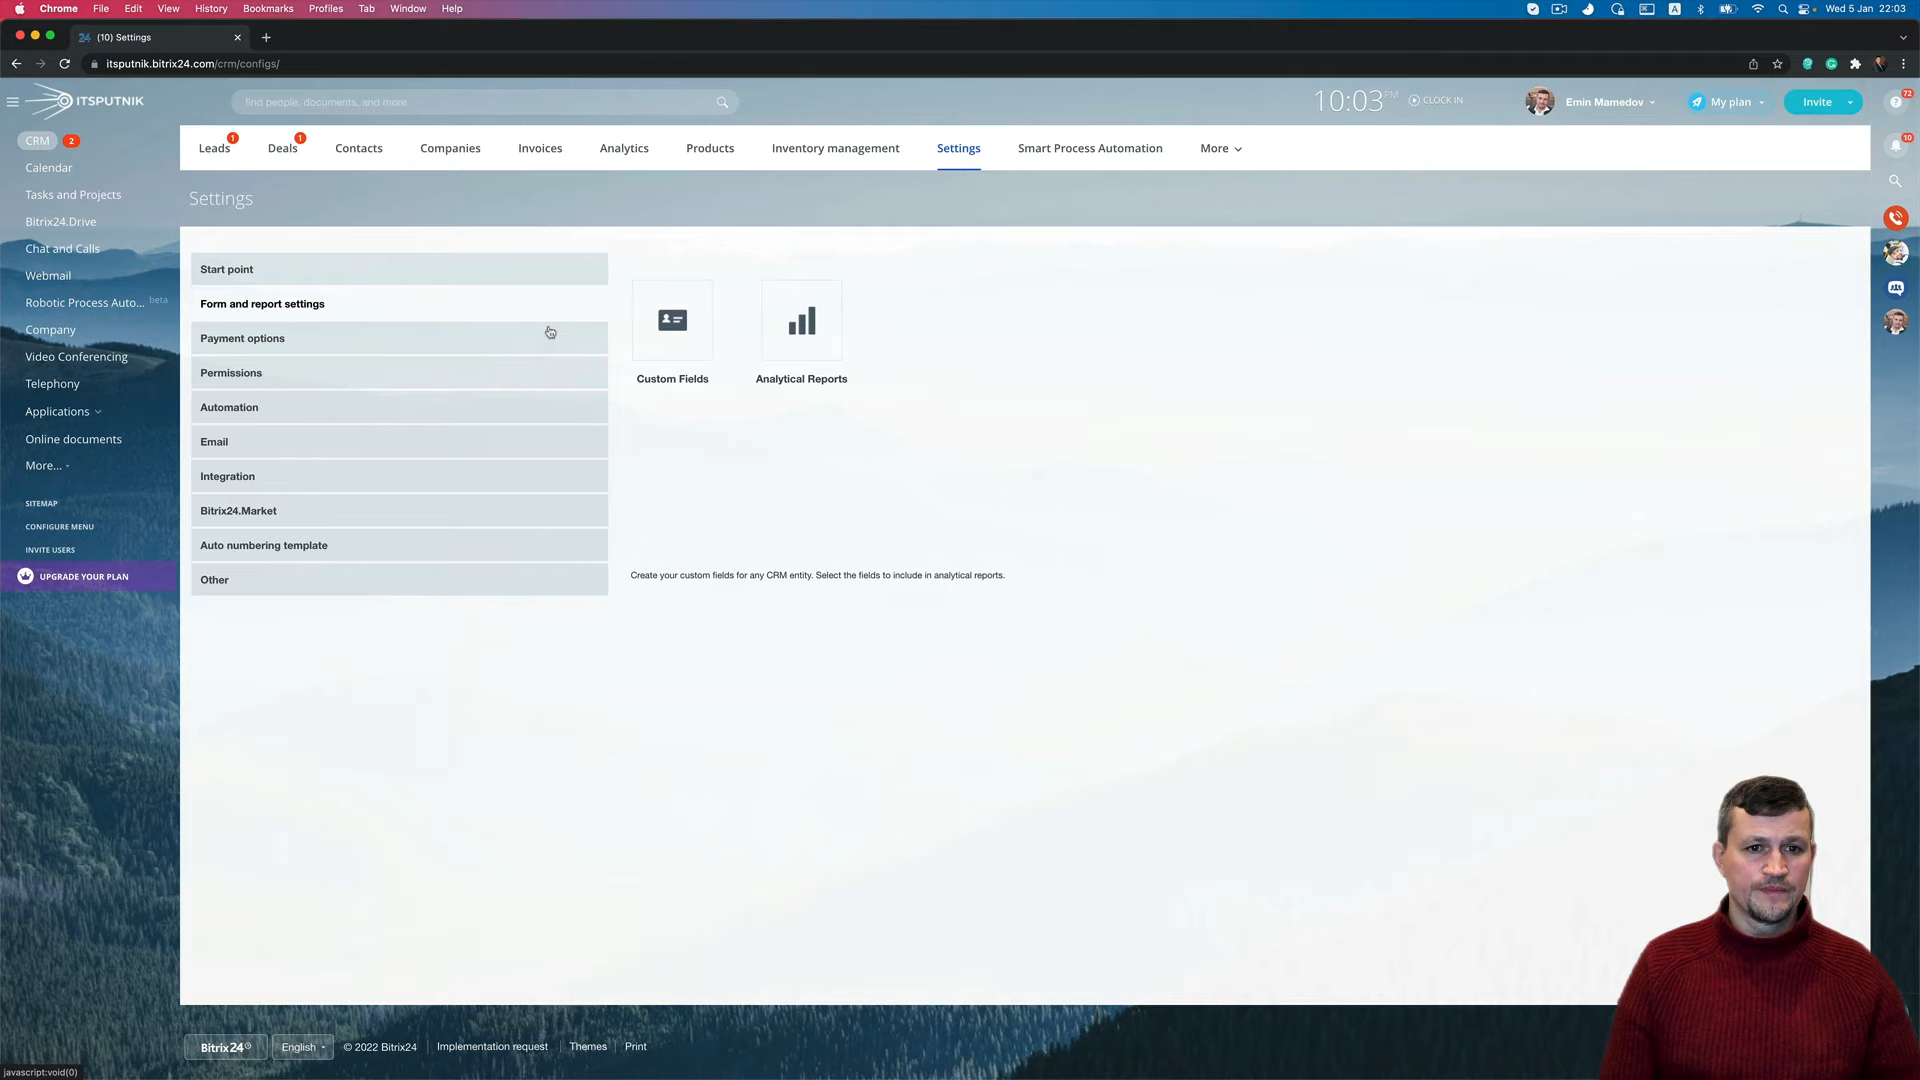 Chrome File Edit View History Bookmarks Profiles Tab Window Help
A
Wed 5 Jan 22:03
24 (10) Settings
itsputnik.bitrix24.com/crm/configs/
ITSPUTNIK
find people, documents, and more
10:03 PM
CLOCK IN
Emin Mamedov
My plan
Invite
72
CRM 2
Calendar
Tasks and Projects
Bitrix24.Drive
Chat and Calls
Webmail
Robotic Process Auto... beta
Company
Video Conferencing
Telephony
Applications
Online documents
More...
SITEMAP
CONFIGURE MENU
INVITE USERS
UPGRADE YOUR PLAN
Leads 1
Deals 1
Contacts
Companies
Invoices
Analytics
Products
Inventory management
Settings
Smart Process Automation
More
10
Settings
Start point
Form and report settings
Payment options
Permissions
Automation
Email
Integration
Bitrix24.Market
Auto numbering template
Other
Custom Fields
Analytical Reports
Create your custom fields for any CRM entity. Select the fields to include in analytical reports.
Bitrix24
English
© 2022 Bitrix24
Implementation request
Themes
Print
javascript:void(0)